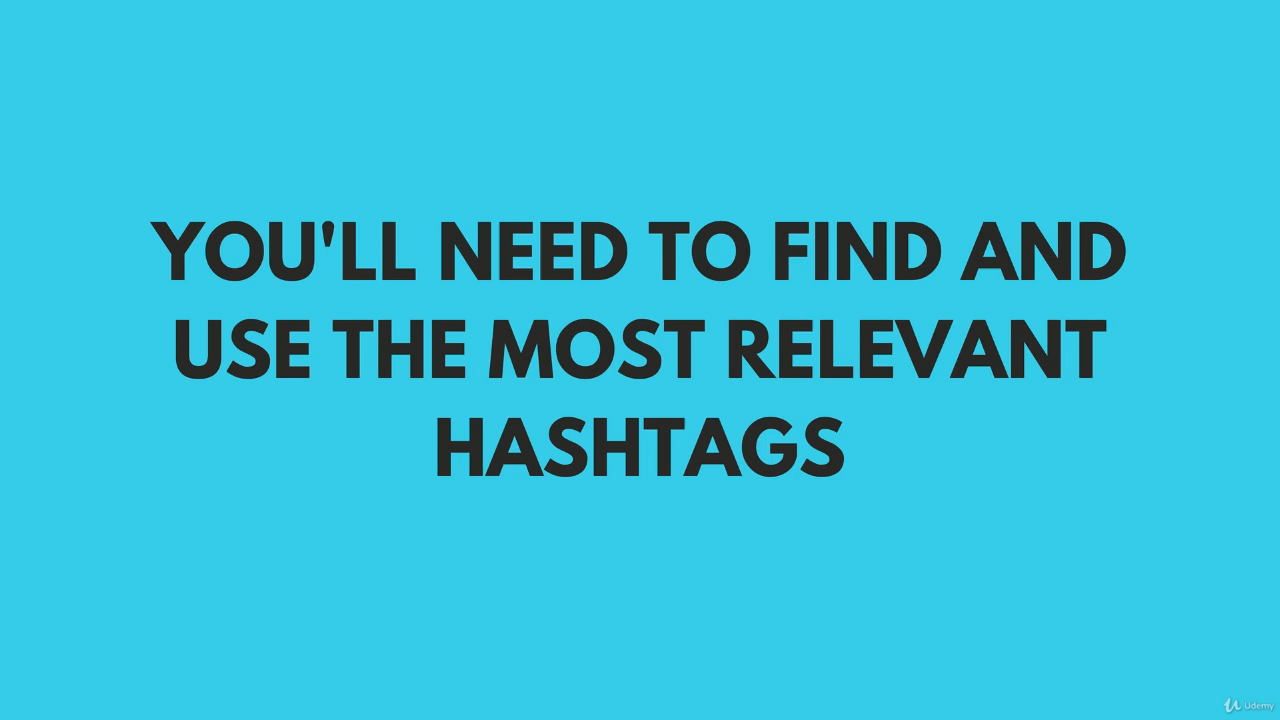 YOU'LL NEED TO FIND AND
USE THE MOST RELEVANT
HASHTAGS
Udemy